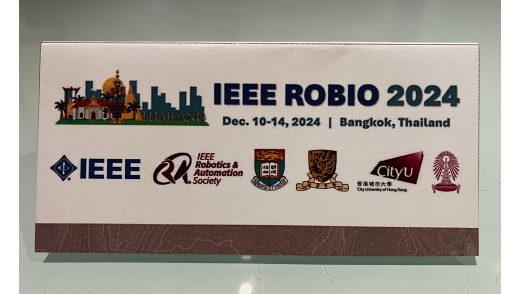 THAILAND
IEEE ROBIO 2024
Dec. 10-14, 2024 | Bangkok, Thailand
IEEE
IEEE
Robotics &
Automation
Society
CityU
香港城市大學
City University of Hong Kong